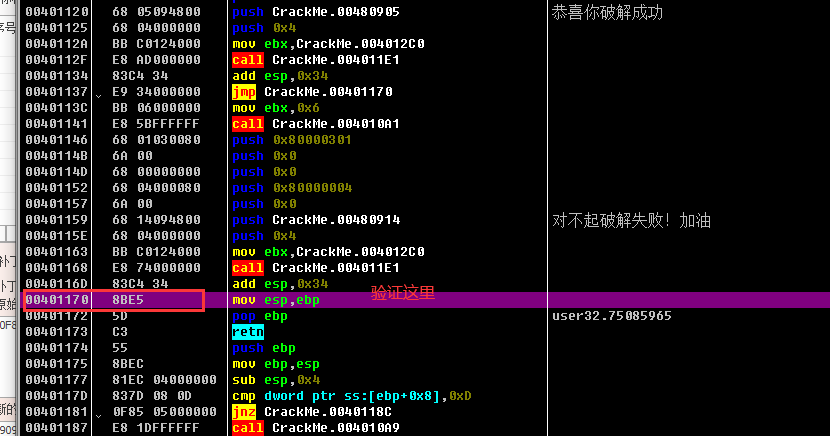 00401120 68 05094800 push CrackMe.00480905 恭喜你破解成功
00401125 68 04000000 push 0x4
0040112A BB C0124000 mov ebx,CrackMe.004012C0
0040112F E8 AD000000 call CrackMe.004011E1
00401134 83C4 34 add esp,0x34
00401137 E9 34000000 jmp CrackMe.00401170
0040113C BB 06000000 mov ebx,0x6
00401141 E8 5BFFFFFF call CrackMe.004010A1
00401146 68 01030080 push 0x80000301
0040114B 6A 00 push 0x0
0040114D 68 00000000 push 0x0
00401152 68 04000080 push 0x80000004
00401157 6A 00 push 0x0
00401159 68 14094800 push CrackMe.00480914 对不起破解失败! 加油
0040115E 68 04000000 push 0x4
00401163 BB C0124000 mov ebx,CrackMe.004012C0
00401168 E8 74000000 call CrackMe.004011E1
0040116D 83C4 34 add esp,0x34
00401170 8BE5 mov esp,ebp 验证这里
00401172 5D pop ebp user32.75085965
00401173 C3 retn
00401174 55 push ebp
00401175 8BEC mov ebp,esp
00401177 81EC 04000000 sub esp,0x4
0040117D 837D 08 0D cmp dword ptr ss:[ebp+0x8],0xD
00401181 0F85 05000000 jnz CrackMe.0040118C
00401187 E8 1DFFFFFF call CrackMe.004010A9